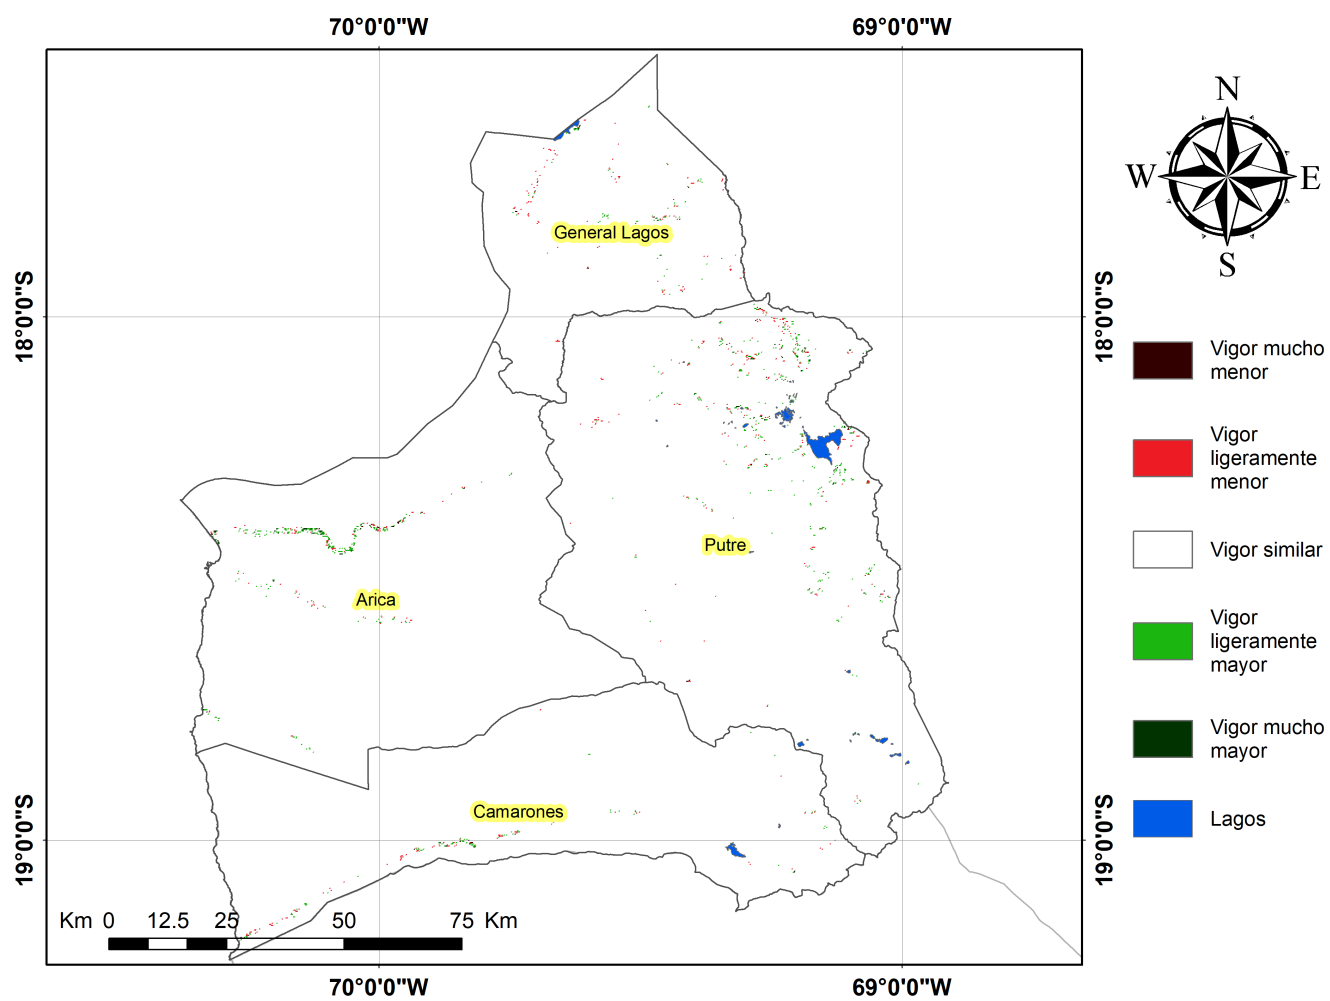 70°0'0"W
69°0'0"W
N
W
E
S
18°0'0"S
18°0'0"S
General Lagos
Putre
Arica
Camarones
19°0'0"S
19°0'0"S
Vigor mucho
menor
Vigor
ligeramente
menor
Vigor similar
Vigor
ligeramente
mayor
Vigor mucho
mayor
Lagos
Km 0 12.5 25 50 75 Km
70°0'0"W
69°0'0"W